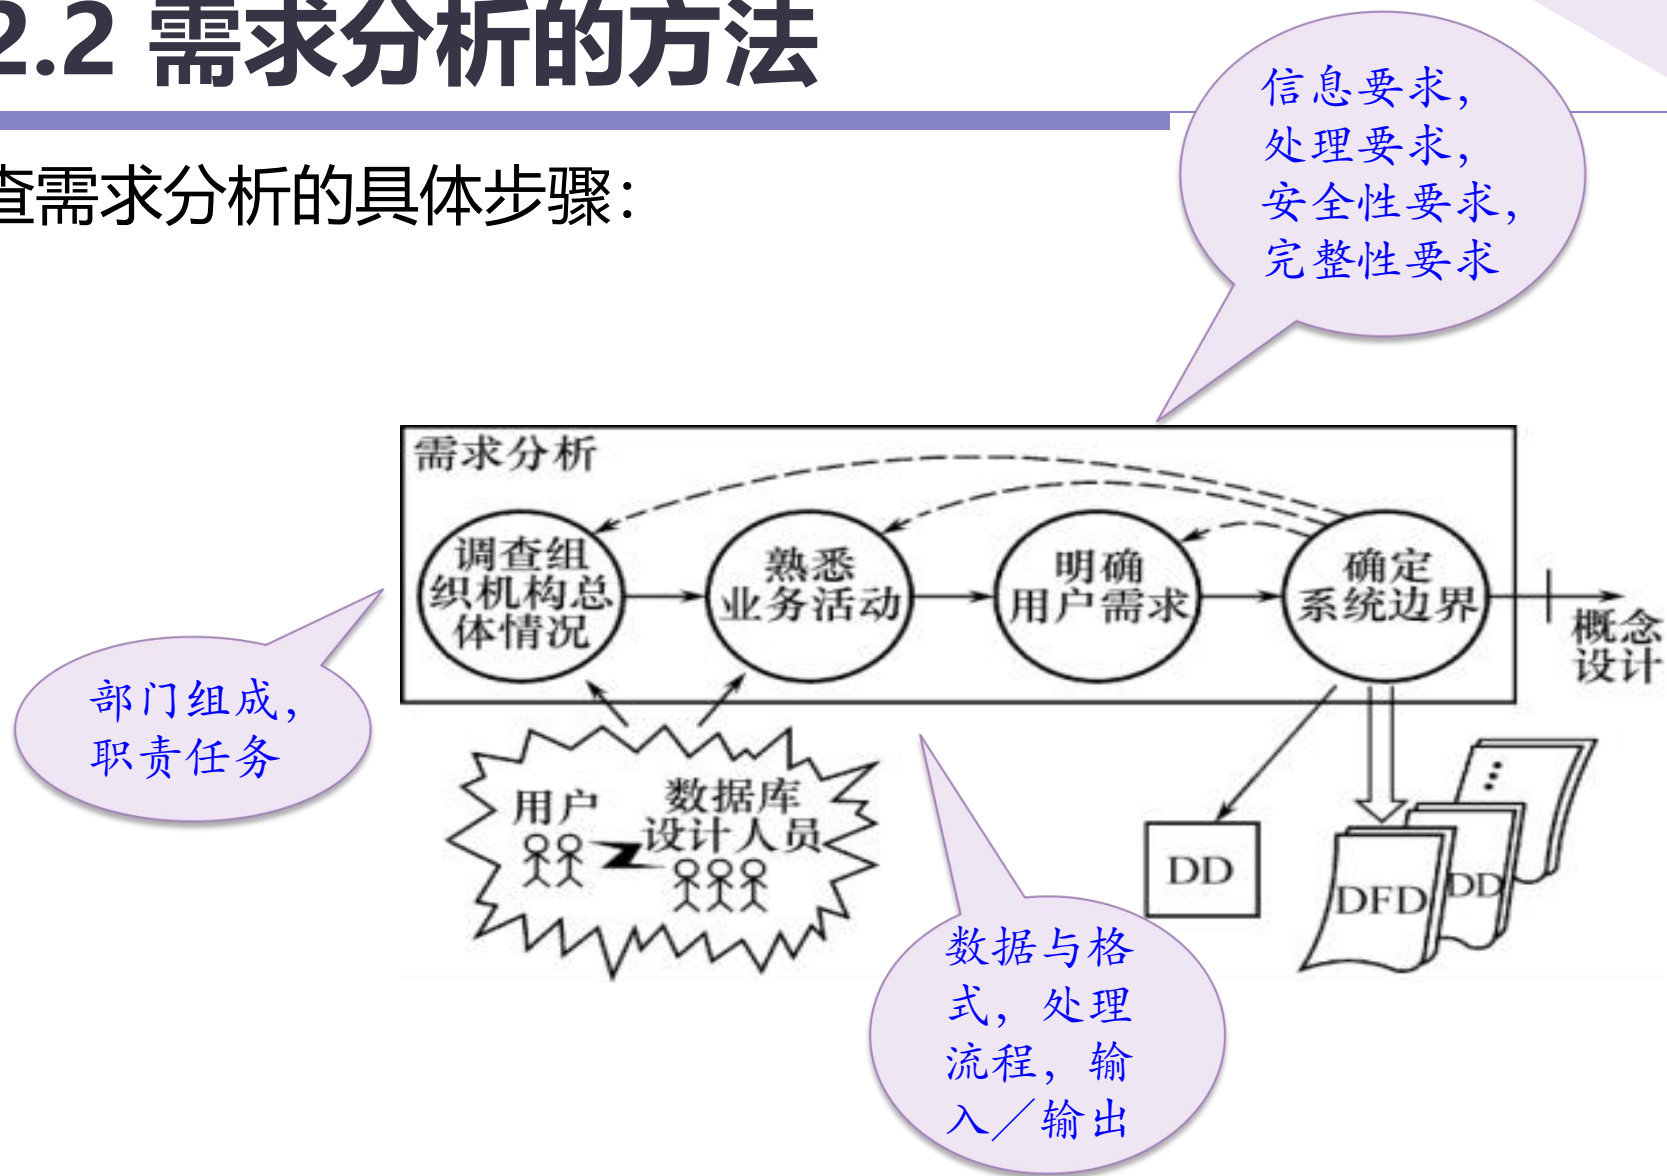 2.2 需求分析的方法
信息要求，
处理要求，
安全性要求，
完整性要求
查需求分析的具体步骤：
需求分析
调查组
织机构总
体情况
熟悉
业务活动
明确
用户需求
确定
系统边界
概念
设计
部门组成，
职责任务
用户
数据库
设计人员
DD
DFD
DD
数据与格
式，处理
流程，输
入／输出